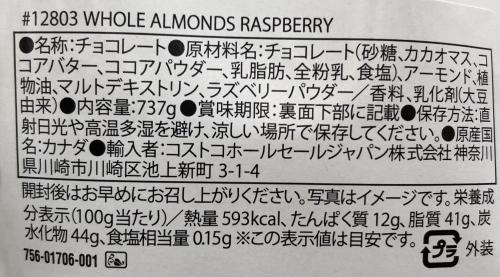 #12803 WHOLE ALMONDS RASPBERRY
●名称:チョコレート●原材料名:チョコレート(砂糖、カカオマス、コ
コアバター、ココアパウダー、乳脂肪、全粉乳、食塩)、アーモンド、植
物油、マルトデキストリン、ラズベリーパウダー/香料、乳化剤(大豆
由来)●内容量:737g●賞味期限:裏面下部に記載●保存方法:直
射日光や高温多湿を避け、涼しい場所で保存してください。●原産国
名:カナダ●輸入者:コストコホールセールジャパン株式会社 神奈川
県川崎市川崎区池上新町 3-1-4
開封後はお早めにお召し上がりください。写真はイメージです。栄養成
分表示(100g当たり)/熱量 593kcal、たんぱく質 12g、脂質 41g、炭
水化物 44g、食塩相当量 0.15g ※この表示値は目安です。
756-01706-001
プラ 外装